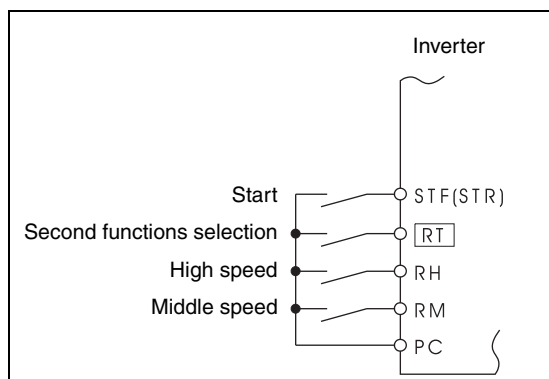 Inverter
Start STF(STR)
Second functions selection RT
High speed RH
Middle speed RM
PC